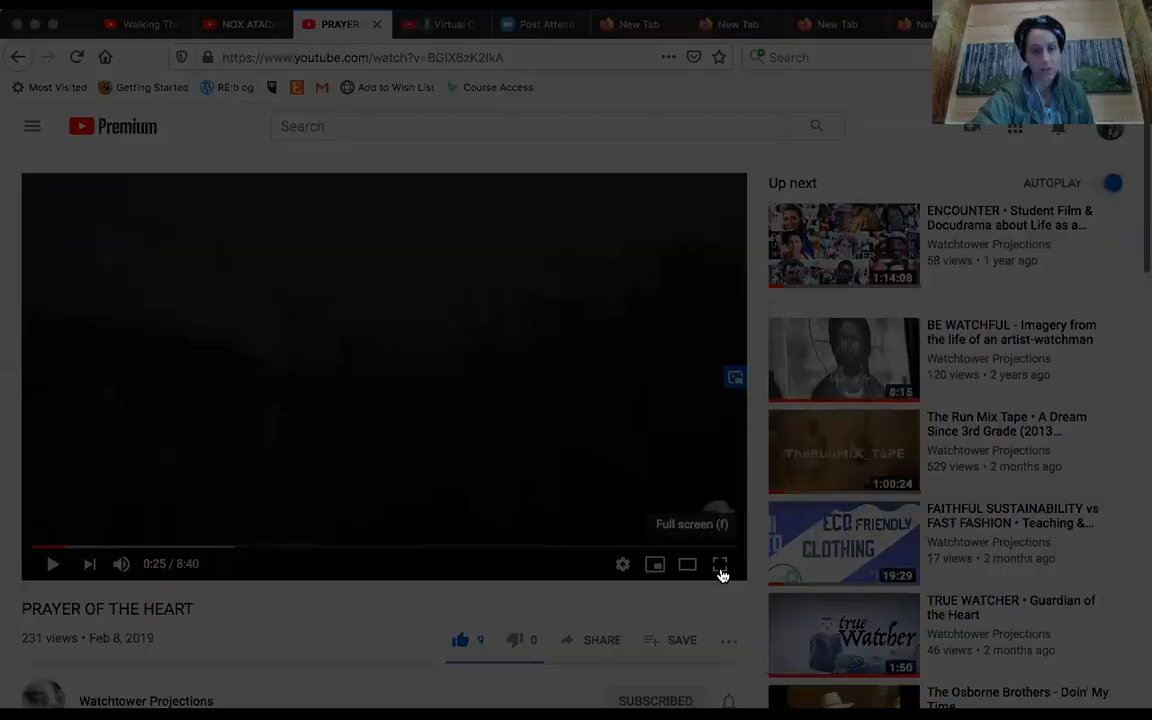 Walking Thr
NOX ATAC
PRAYER
Virtual C
Post Attend
New Tab
New Tab
New Tab
New
https://www.youtube.com/watch?v=BGlX6zK2lkA
Search
Most Visited
Getting Started
RE:blog
Add to Wish List
Course Access
Premium
Search
Up next
AUTOPLAY
ENCOUNTER • Student Film &
Docudrama about Life as a...
Watchtower Projections
58 views • 1 year ago
ENCOUNTER
1:14:08
BE WATCHFUL - Imagery from
the life of an artist-watchman
Watchtower Projections
120 views • 2 years ago
8:15
The Run Mix Tape • A Dream
Since 3rd Grade (2013...
Watchtower Projections
529 views • 2 months ago
TheRunMiX_TAPE
1:00:24
FAITHFUL SUSTAINABILITY vs
FAST FASHION • Teaching &...
Watchtower Projections
17 views • 2 months ago
ECO FRIENDLY
CLOTHING
19:29
TRUE WATCHER • Guardian of
the Heart
Watchtower Projections
46 views • 2 months ago
true
Watcher
1:50
The Osborne Brothers - Doin' My
Time
Full screen (f)
0:25 / 8:40
PRAYER OF THE HEART
231 views • Feb 8, 2019
9
0
SHARE
SAVE
Watchtower Projections
SUBSCRIBED